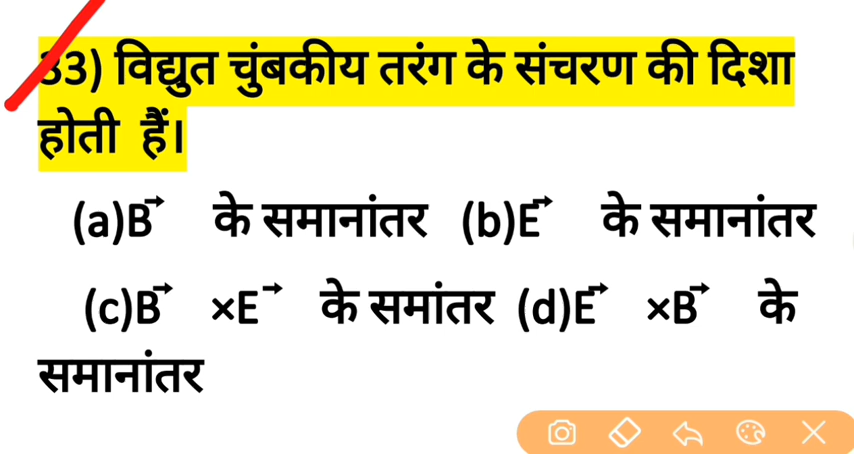 33) विद्युत चुंबकीय तरंग के संचरण की दिशा
होती हैं।
(a)B→ के समानांतर (b)E→ के समानांतर
(c)B→ ×E→ के समांतर (d)E→ ×B→ के
समानांतर